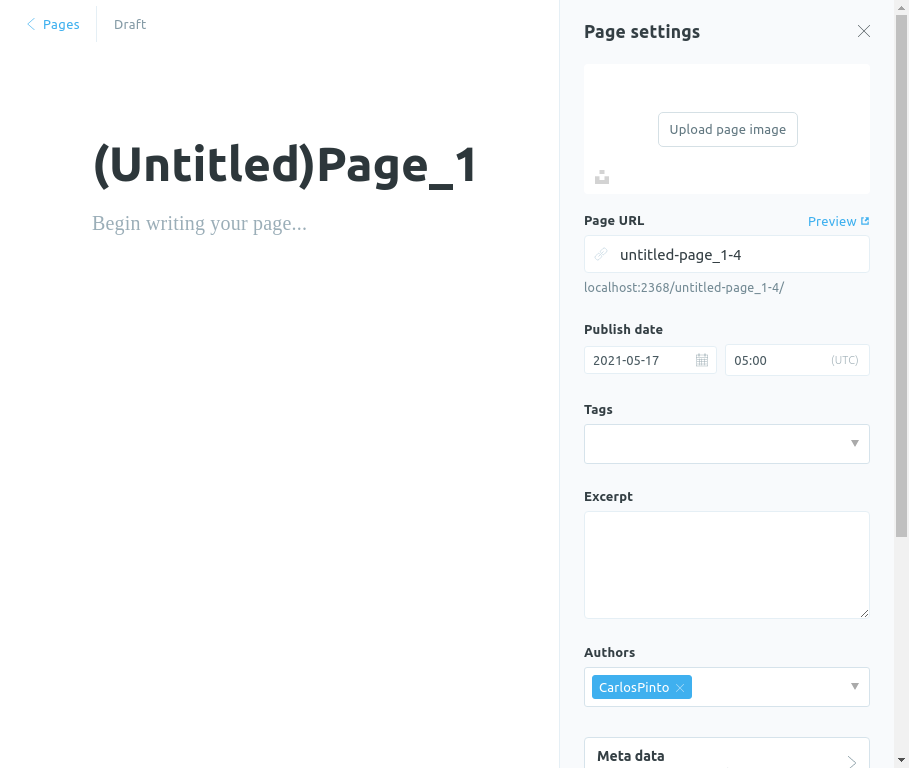 Pages
Draft
(Untitled)Page_1
Begin writing your page...
Page settings
Upload page image
Page URL
Preview
untitled-page_1-4
localhost:2368/untitled-page_1-4/
Publish date
2021-05-17
05:00
(UTC)
Tags
Excerpt
Authors
CarlosPinto
Meta data